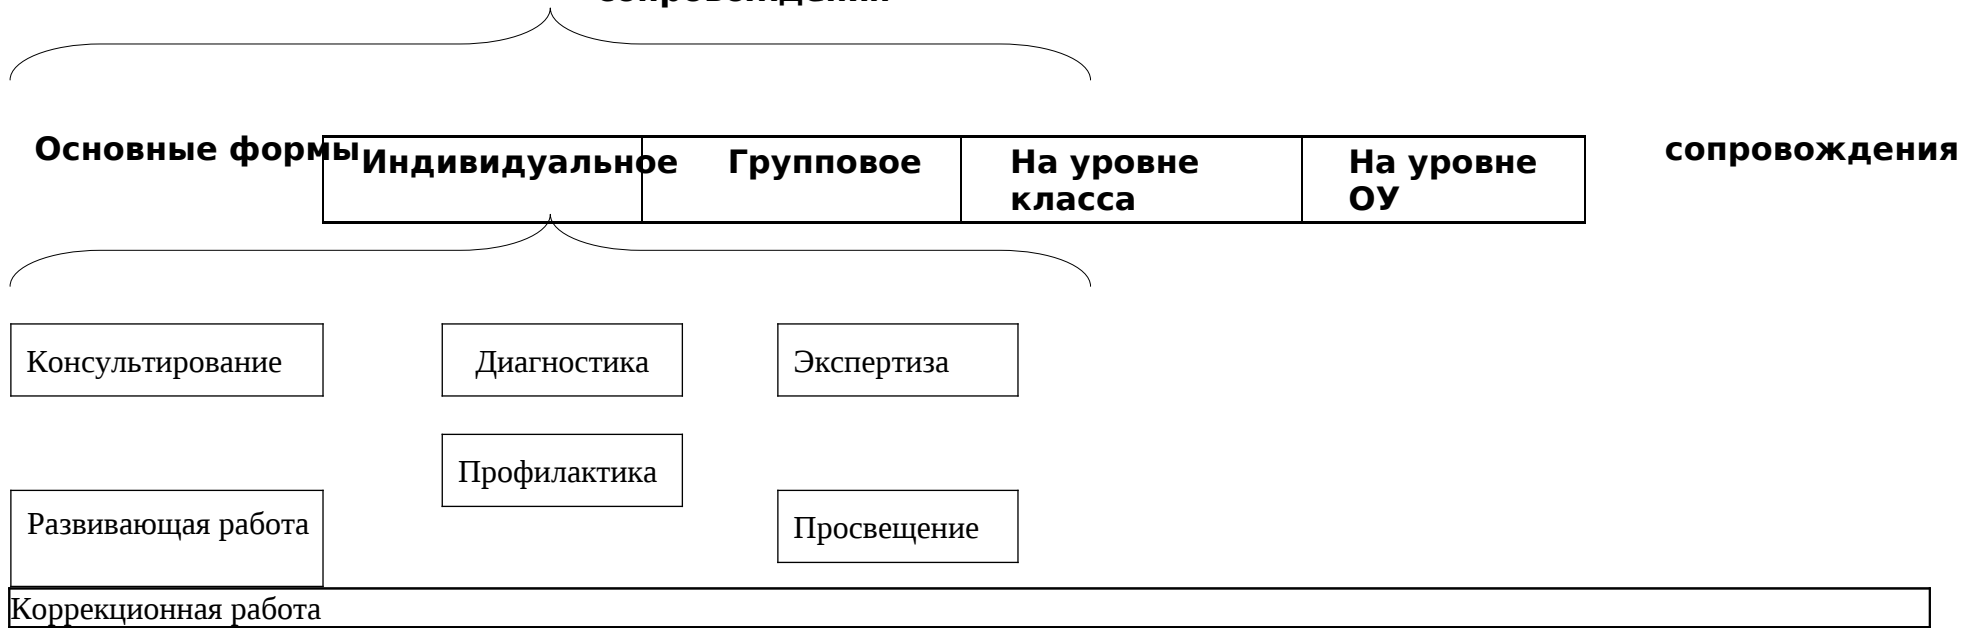 Основные формы
сопровождения
Индивидуальное
Групповое
На уровне
класса
На уровне
ОУ
Консультирование
Диагностика
Экспертиза
Профилактика
Развивающая работа
Просвещение
Коррекционная работа